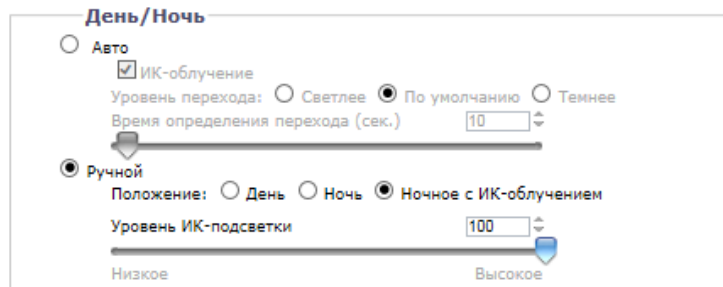 День/Ночь
Авто
ИК-облучение
Уровень перехода: Светлее По умолчанию Темнее
Время определения перехода (сек.) 10
Ручной
Положение: День Ночь Ночное с ИК-облучением
Уровень ИК-подсветки 100
Низкое Высокое